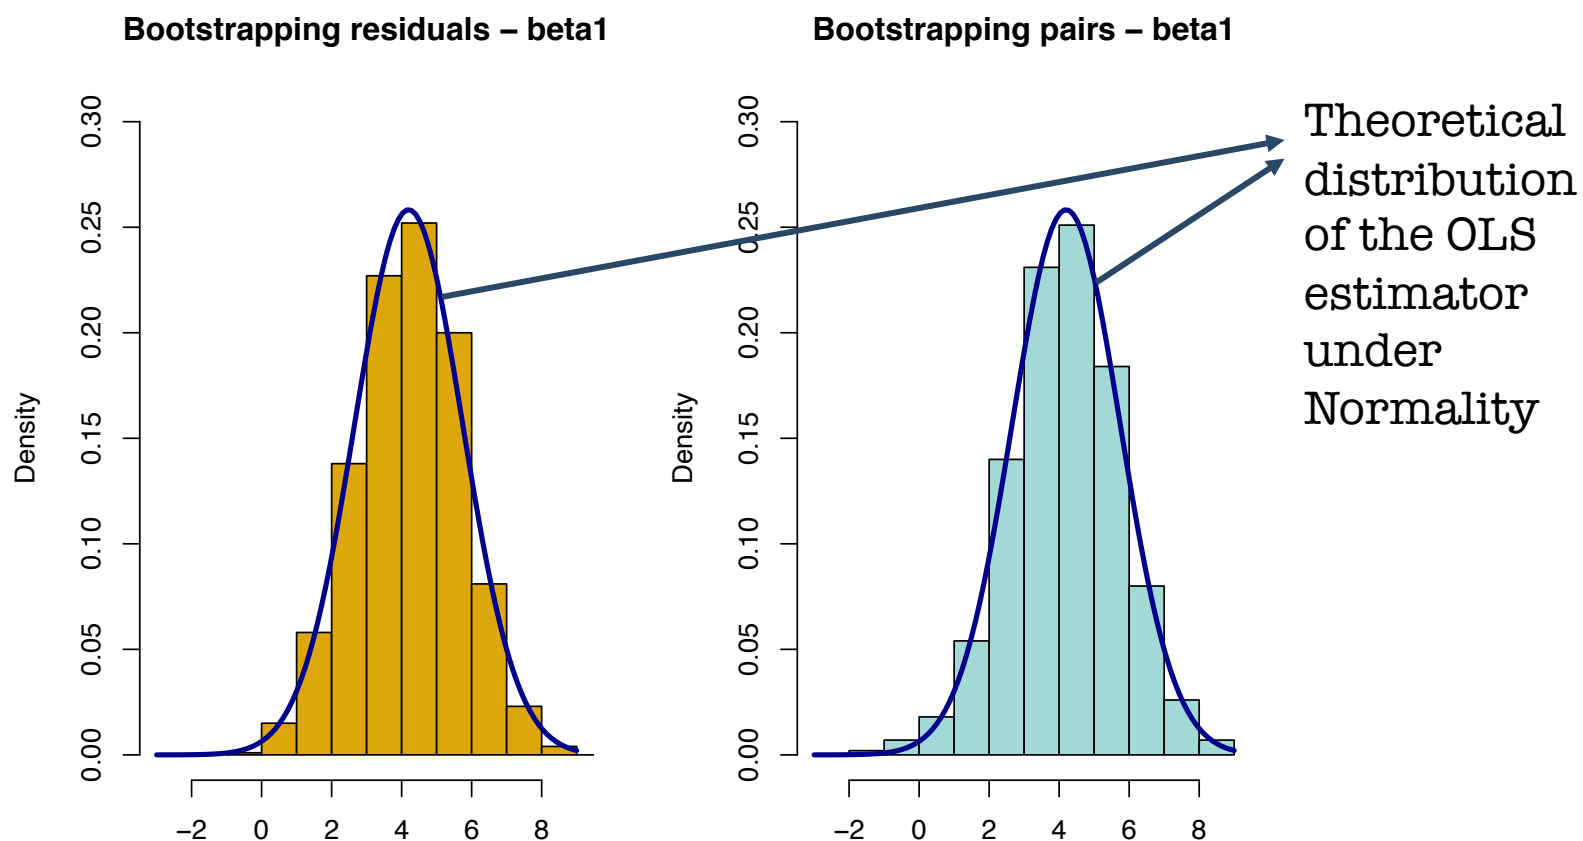 Bootstrapping residuals – beta1
Bootstrapping pairs – beta1
Density
0.00 0.05 0.10 0.15 0.20 0.25 0.30
−2 0 2 4 6 8
Density
0.00 0.05 0.10 0.15 0.20 0.25 0.30
−2 0 2 4 6 8
Theoretical
distribution
of the OLS
estimator
under
Normality